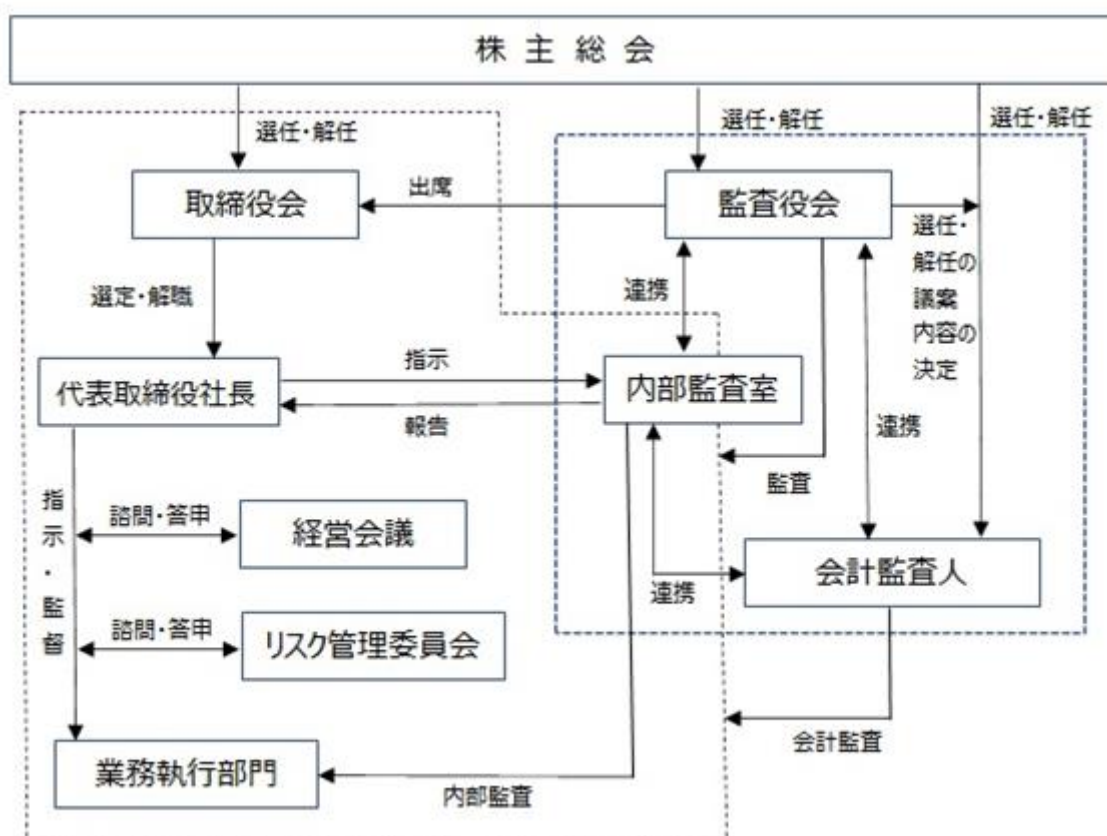 株 主 総 会
選任・解任
選任・解任
選任・解任
取締役会
出席
監査役会
選任・
解任の
議案
内容の
決定
選定・解職
連携
代表取締役社長
指示
報告
内部監査室
連携
監査
指示・監督
諮問・答申
経営会議
会計監査人
連携
諮問・答申
リスク管理委員会
会計監査
業務執行部門
内部監査